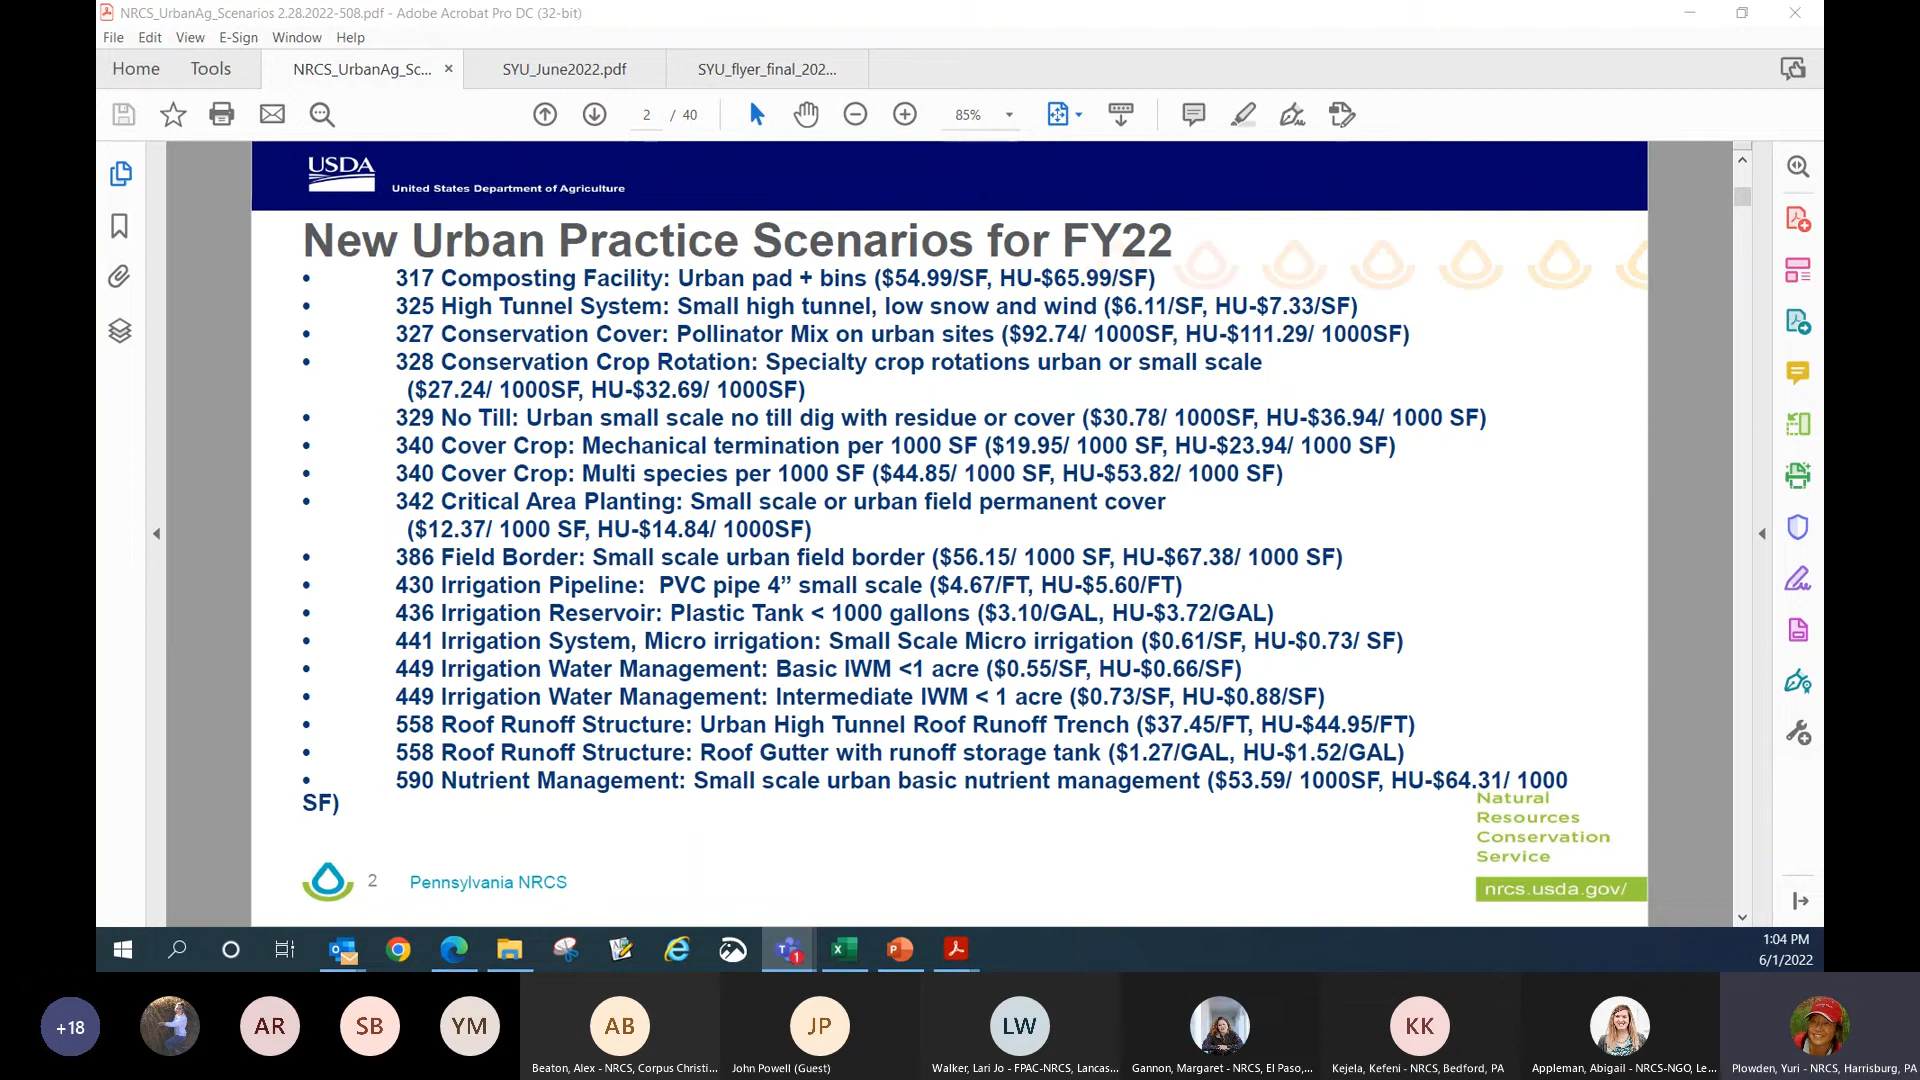 NRCS_UrbanAg_Scenarios 2.28.2022-508.pdf - Adobe Acrobat Pro DC (32-bit)
File Edit View E-Sign Window Help
Home Tools NRCS_UrbanAg_Sc... × SYU_June2022.pdf SYU_flyer_final_202...
2 / 40 85%
USDA
United States Department of Agriculture
New Urban Practice Scenarios for FY22
• 317 Composting Facility: Urban pad + bins ($54.99/SF, HU-$65.99/SF)
• 325 High Tunnel System: Small high tunnel, low snow and wind ($6.11/SF, HU-$7.33/SF)
• 327 Conservation Cover: Pollinator Mix on urban sites ($92.74/ 1000SF, HU-$111.29/ 1000SF)
• 328 Conservation Crop Rotation: Specialty crop rotations urban or small scale
($27.24/ 1000SF, HU-$32.69/ 1000SF)
• 329 No Till: Urban small scale no till dig with residue or cover ($30.78/ 1000SF, HU-$36.94/ 1000 SF)
• 340 Cover Crop: Mechanical termination per 1000 SF ($19.95/ 1000 SF, HU-$23.94/ 1000 SF)
• 340 Cover Crop: Multi species per 1000 SF ($44.85/ 1000 SF, HU-$53.82/ 1000 SF)
• 342 Critical Area Planting: Small scale or urban field permanent cover
($12.37/ 1000 SF, HU-$14.84/ 1000SF)
• 386 Field Border: Small scale urban field border ($56.15/ 1000 SF, HU-$67.38/ 1000 SF)
• 430 Irrigation Pipeline: PVC pipe 4” small scale ($4.67/FT, HU-$5.60/FT)
• 436 Irrigation Reservoir: Plastic Tank < 1000 gallons ($3.10/GAL, HU-$3.72/GAL)
• 441 Irrigation System, Micro irrigation: Small Scale Micro irrigation ($0.61/SF, HU-$0.73/ SF)
• 449 Irrigation Water Management: Basic IWM <1 acre ($0.55/SF, HU-$0.66/SF)
• 449 Irrigation Water Management: Intermediate IWM < 1 acre ($0.73/SF, HU-$0.88/SF)
• 558 Roof Runoff Structure: Urban High Tunnel Roof Runoff Trench ($37.45/FT, HU-$44.95/FT)
• 558 Roof Runoff Structure: Roof Gutter with runoff storage tank ($1.27/GAL, HU-$1.52/GAL)
• 590 Nutrient Management: Small scale urban basic nutrient management ($53.59/ 1000SF, HU-$64.31/ 1000
SF)
Natural
Resources
Conservation
Service
nrcs.usda.gov/
2 Pennsylvania NRCS
1:04 PM
6/1/2022
+18 AR SB YM AB JP LW KK
Beaton, Alex - NRCS, Corpus Christi... John Powell (Guest) Walker, Lari Jo - FPAC-NRCS, Lancas... Gannon, Margaret - NRCS, El Paso,... Kejela, Kefeni - NRCS, Bedford, PA Appleman, Abigail - NRCS-NGO, Le... Plowden, Yuri - NRCS, Harrisburg, PA